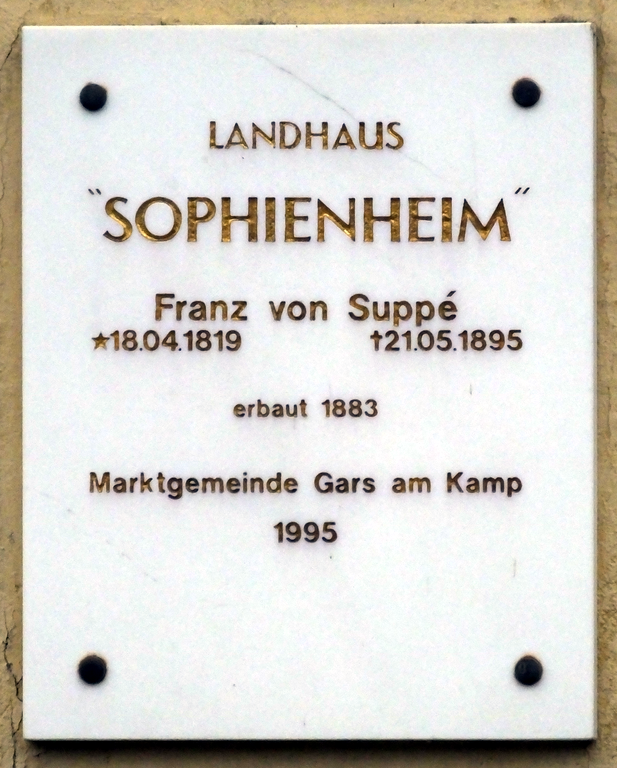 LANDHAUS
"SOPHIENHEIM"
Franz von Suppé
★18.04.1819 †21.05.1895
erbaut 1883
Marktgemeinde Gars am Kamp
1995